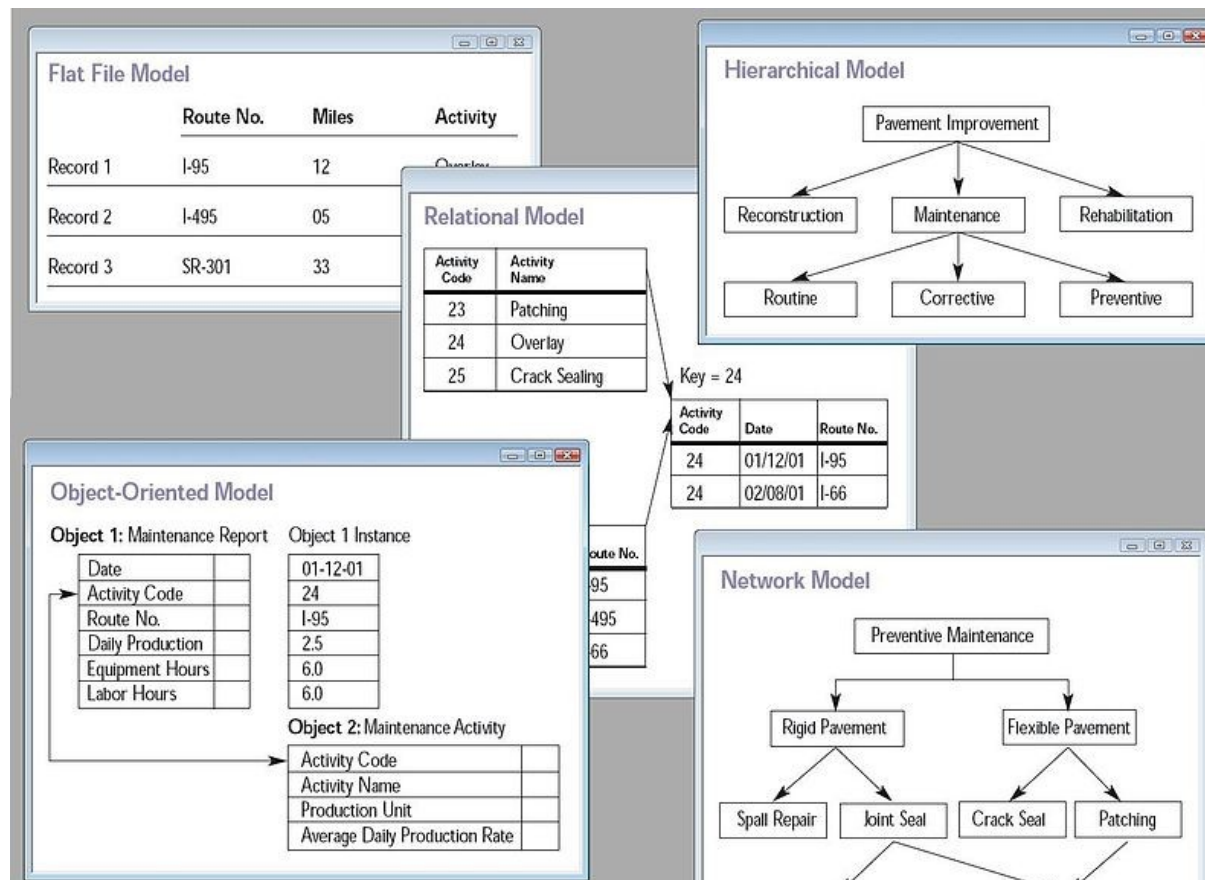 Flat File Model
Route No. Miles Activity
Record 1 I-95 12 Overlay
Record 2 I-495 05
Record 3 SR-301 33
Hierarchical Model
Pavement Improvement
Reconstruction Maintenance Rehabilitation
Routine Corrective Preventive
Relational Model
Activity Code Activity Name
23 Patching
24 Overlay
25 Crack Sealing
Key = 24
Activity Code Date Route No.
24 01/12/01 I-95
24 02/08/01 I-66
oute No.
-95
-495
-66
Object-Oriented Model
Object 1: Maintenance Report Object 1 Instance
Date 01-12-01
Activity Code 24
Route No. I-95
Daily Production 2.5
Equipment Hours 6.0
Labor Hours 6.0
Object 2: Maintenance Activity
Activity Code
Activity Name
Production Unit
Average Daily Production Rate
Network Model
Preventive Maintenance
Rigid Pavement Flexible Pavement
Spall Repair Joint Seal Crack Seal Patching